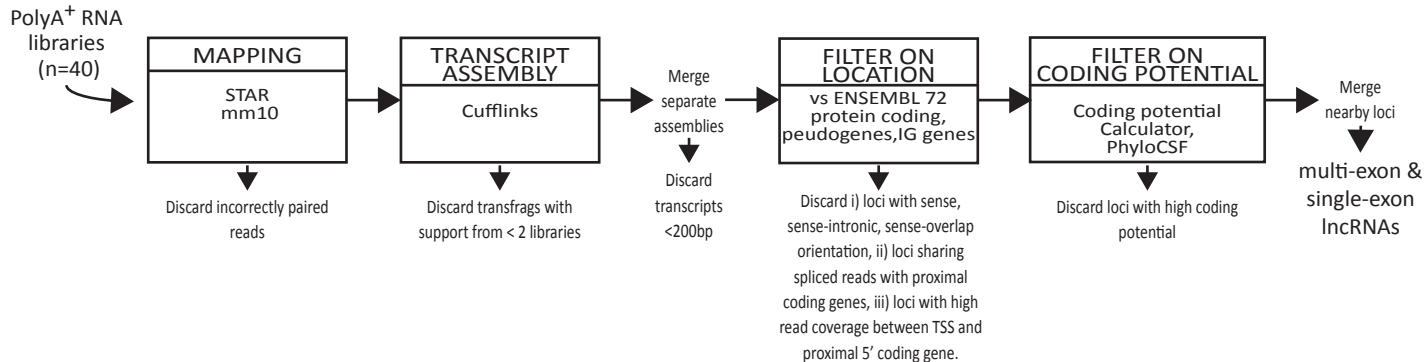 PolyA+ RNA
libraries
(n=40)
MAPPING
STAR
mm10
Discard incorrectly paired
reads
TRANSCRIPT
ASSEMBLY
Cufflinks
Discard transfrags with
support from < 2 libraries
Merge
separate
assemblies
Discard
transcripts
<200bp
FILTER ON
LOCATION
vs ENSEMBL 72
protein coding,
peudogenes,IG genes
Discard i) loci with sense,
sense-intronic, sense-overlap
orientation, ii) loci sharing
spliced reads with proximal
coding genes, iii) loci with high
read coverage between TSS and
proximal 5’ coding gene.
FILTER ON
CODING POTENTIAL
Coding potential
Calculator,
PhyloCSF
Discard loci with high coding
potential
Merge
nearby loci
multi-exon &
single-exon
lncRNAs